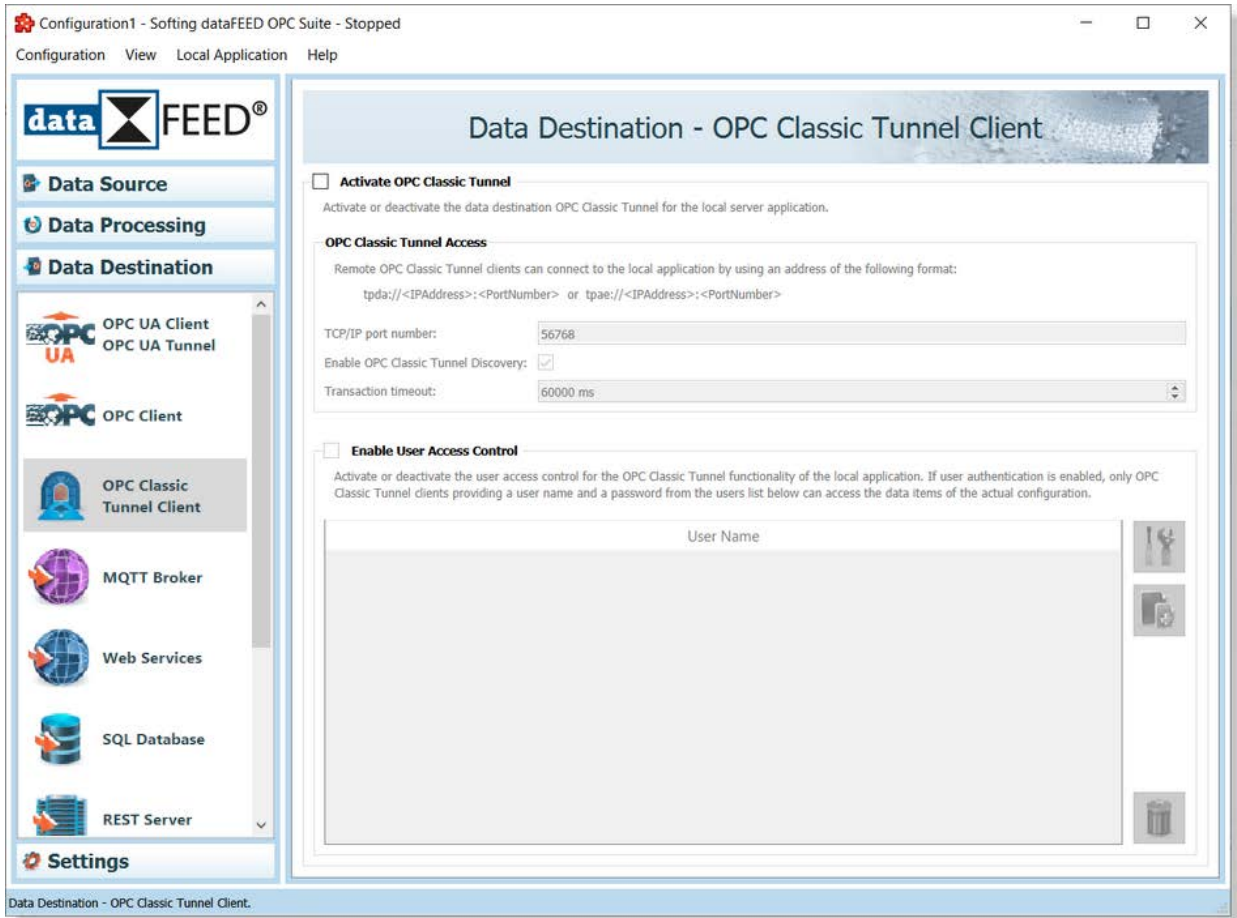 Configuration1 - Softing dataFEED OPC Suite - Stopped
Configuration View Local Application Help
data FEED®
Data Source
Data Processing
Data Destination
OPC UA
OPC UA Client
OPC UA Tunnel
OPC
OPC Client
OPC Classic
Tunnel Client
MQTT Broker
Web Services
SQL Database
REST Server
Settings
Data Destination - OPC Classic Tunnel Client
Activate OPC Classic Tunnel
Activate or deactivate the data destination OPC Classic Tunnel for the local server application.
OPC Classic Tunnel Access
Remote OPC Classic Tunnel clients can connect to the local application by using an address of the following format:
tpda://<IPAddress>:<PortNumber> or tpae://<IPAddress>:<PortNumber>
TCP/IP port number: 56768
Enable OPC Classic Tunnel Discovery:
Transaction timeout: 60000 ms
Enable User Access Control
Activate or deactivate the user access control for the OPC Classic Tunnel functionality of the local application. If user authentication is enabled, only OPC
Classic Tunnel clients providing a user name and a password from the users list below can access the data items of the actual configuration.
User Name
Data Destination - OPC Classic Tunnel Client.